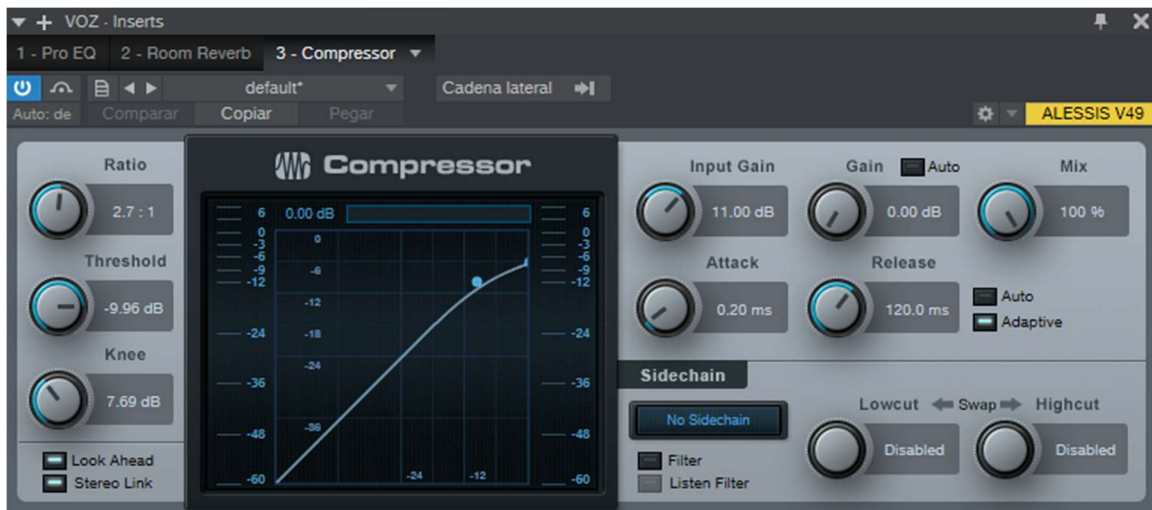 VOZ - Inserts
1 - Pro EQ 2 - Room Reverb 3 - Compressor
default* Cadena lateral
Auto: de Comparar Copiar Pegar ALESSIS V49
Ratio
2.7 : 1
Threshold
-9.96 dB
Knee
7.69 dB
Look Ahead
Stereo Link
Compressor
6 0.00 dB 6
0 0 0
-3 -3
-6 -6 -6
-9 -9
-12 -12
-12
-24 -18 -24
-24
-36 -36
-36
-48 -48
-24 -12
-60 -60
Input Gain Gain Auto Mix
11.00 dB 0.00 dB 100 %
Attack Release
0.20 ms 120.0 ms Auto
Adaptive
Sidechain
No Sidechain
Filter
Listen Filter
Lowcut Swap Highcut
Disabled Disabled